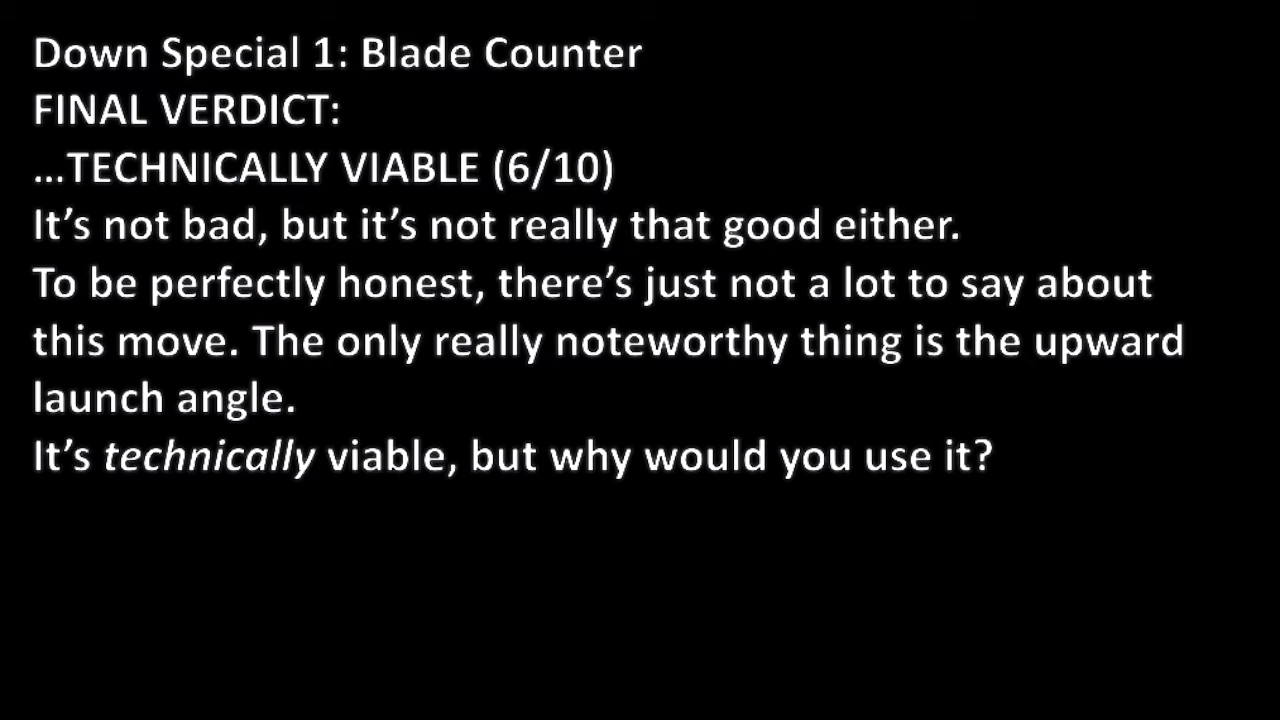 Down Special 1: Blade Counter
FINAL VERDICT:
…TECHNICALLY VIABLE (6/10)
It’s not bad, but it’s not really that good either.
To be perfectly honest, there’s just not a lot to say about
this move. The only really noteworthy thing is the upward
launch angle.
It’s technically viable, but why would you use it?